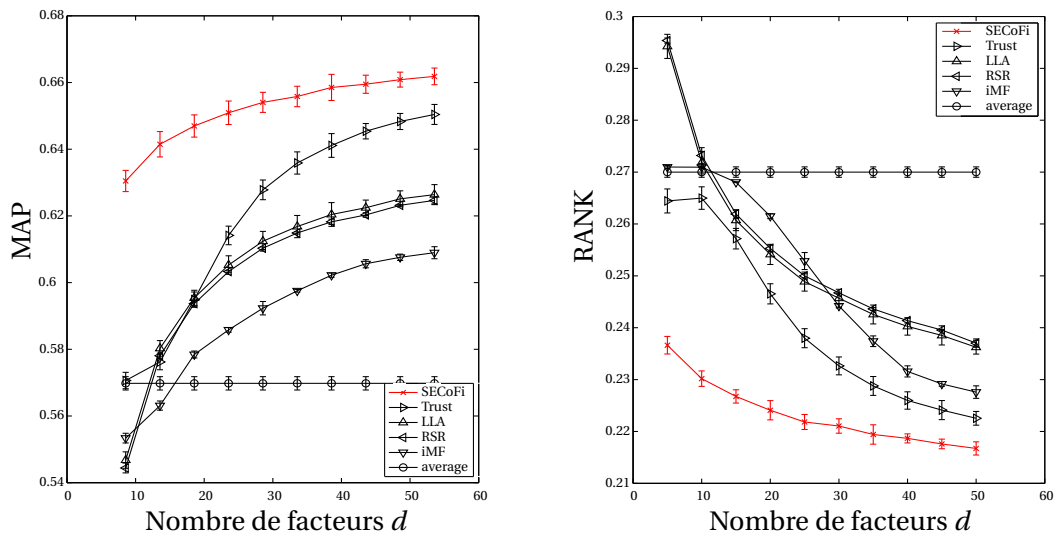 0.68
0.66
0.64
0.62
0.6
0.58
0.56
0.54
MAP
0
10
20
30
40
50
60
Nombre de facteurs d
SECoFi
Trust
LLA
RSR
iMF
average
0.3
0.29
0.28
0.27
0.26
0.25
0.24
0.23
0.22
0.21
RANK
0
10
20
30
40
50
60
Nombre de facteurs d
SECoFi
Trust
LLA
RSR
iMF
average